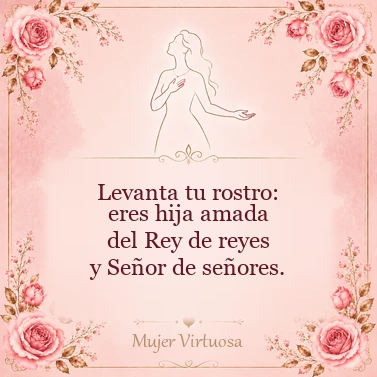 Levanta tu rostro:
eres hija amada
del Rey de reyes
y Señor de señores.
Mujer Virtuosa